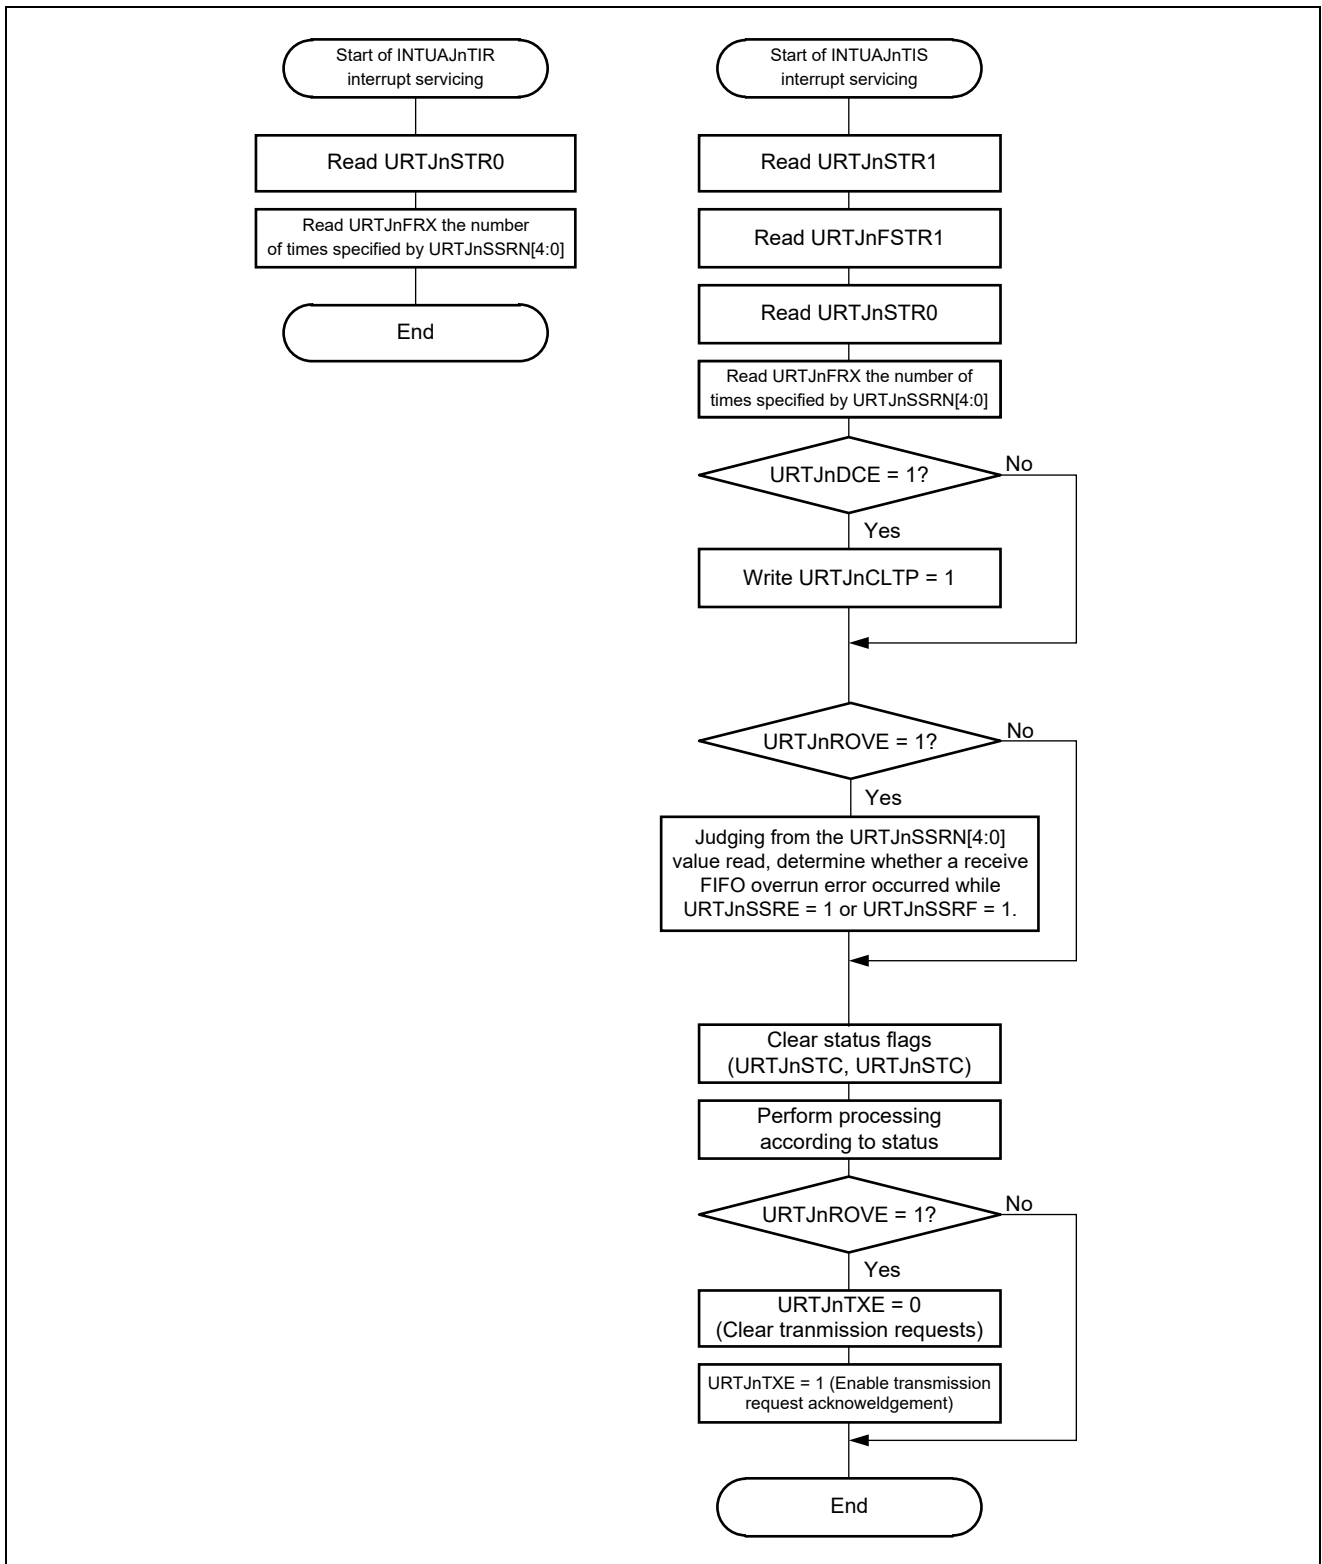 Start of INTUAJnTIR
interrupt servicing
Read URTJnSTR0
Read URTJnFRX the number
of times specified by URTJnSSRN[4:0]
End
Start of INTUAJnTIS
interrupt servicing
Read URTJnSTR1
Read URTJnFSTR1
Read URTJnSTR0
Read URTJnFRX the number of
times specified by URTJnSSRN[4:0]
URTJnDCE = 1?
No
Yes
Write URTJnCLTP = 1
URTJnROVE = 1?
No
Yes
Judging from the URTJnSSRN[4:0]
value read, determine whether a receive
FIFO overrun error occurred while
URTJnSSRE = 1 or URTJnSSRF = 1.
Clear status flags
(URTJnSTC, URTJnSTC)
Perform processing
according to status
URTJnROVE = 1?
No
Yes
URTJnTXE = 0
(Clear tranmission requests)
URTJnTXE = 1 (Enable transmission
request acknoweldgement)
End